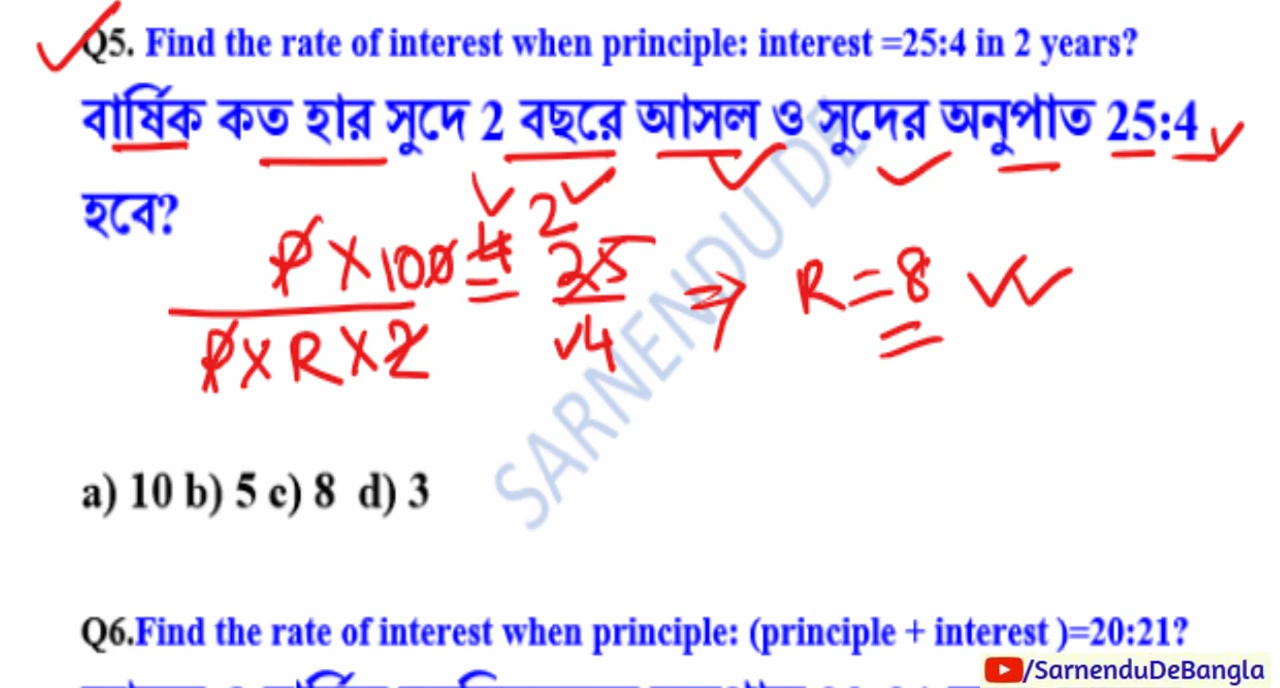 Q5. Find the rate of interest when principle: interest =25:4 in 2 years?
বার্ষিক কত হার সুদে 2 বছরে আসল ও সুদের অনুপাত 25:4
হবে?
P X 100 4 = 2 25 ⇒ R = 8
P X R X 2 4
a) 10 b) 5 c) 8 d) 3
Q6.Find the rate of interest when principle: (principle + interest )=20:21?
/SarnenduDeBangla
SARNENDU DE